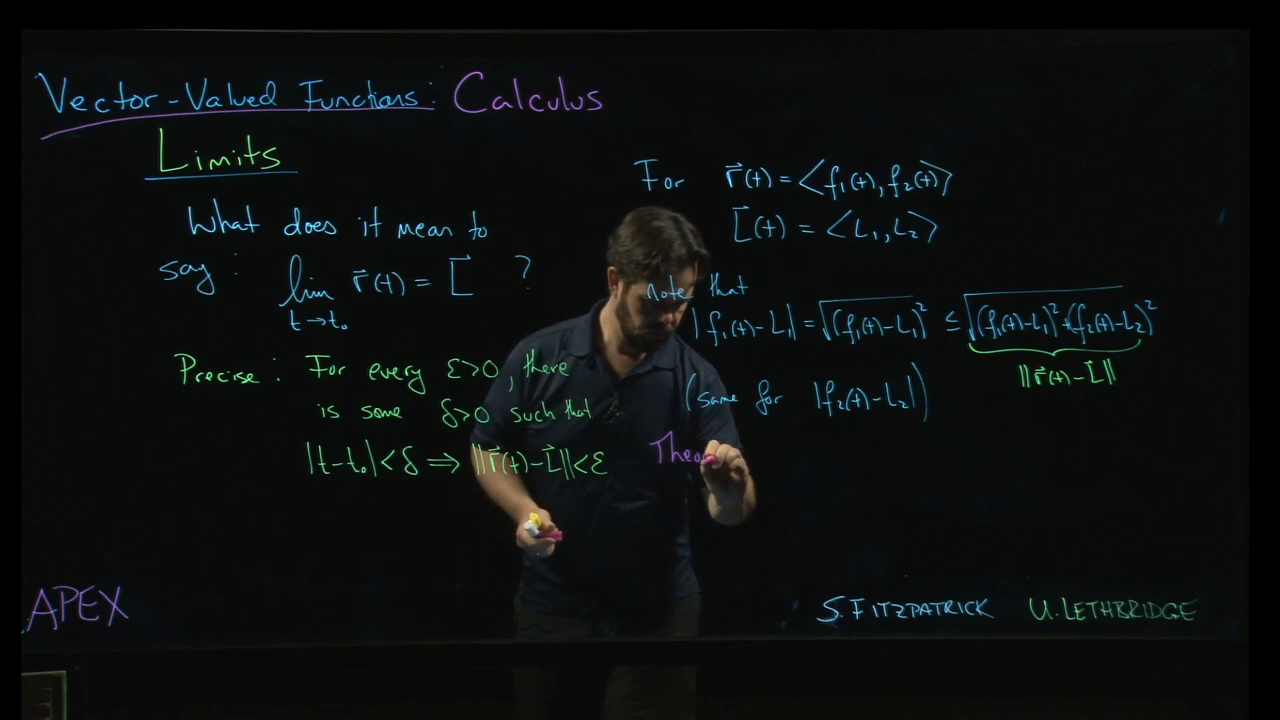 Vector-Valued Functions: Calculus
Limits
What does it mean to
say: lim r⃗(t) = L⃗ ?
t→t₀
Precise: For every ε>0, there
is some δ>0 such that
|t-t₀|<δ ⇒ ‖r⃗(t)-L⃗‖<ε
For r⃗(t) = ⟨f₁(t), f₂(t)⟩
L⃗(t) = ⟨L₁, L₂⟩
note that
|f₁(t)-L₁| = √(f₁(t)-L₁)² ≤ √(f₁(t)-L₁)²+(f₂(t)-L₂)²
‖r⃗(t)-L⃗‖
(same for |f₂(t)-L₂|)
Theo
APEX
S. FITZPATRICK U. LETHBRIDGE